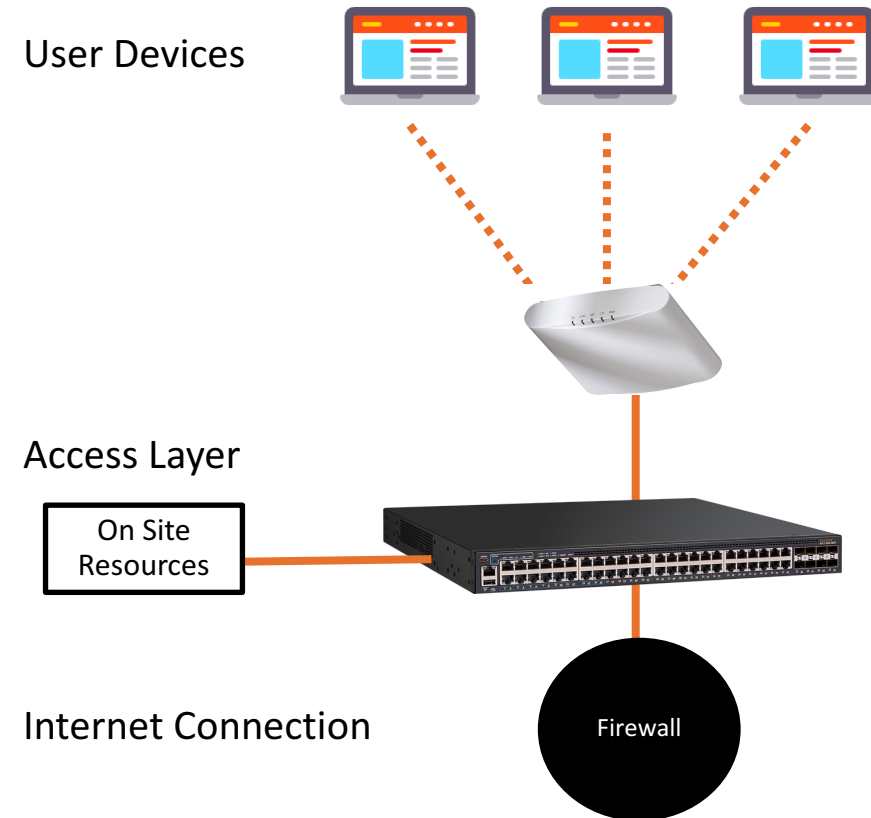 User Devices
Access Layer
On Site
Resources
Internet Connection
Firewall